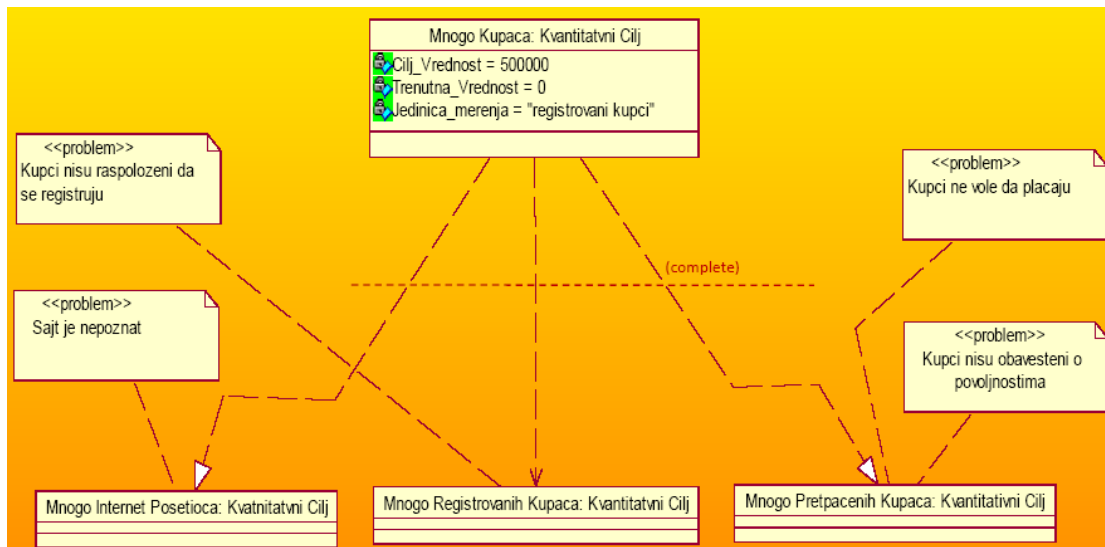 Mnogo Kupaca: Kvantitatvni Cilj
Cilj_Vrednost = 500000
Trenutna_Vrednost = 0
Jedinica_merenja = "registrovani kupci"
<<problem>>
Kupci nisu raspolozeni da
se registruju
<<problem>>
Kupci ne vole da placaju
(complete)
<<problem>>
Sajt je nepoznat
<<problem>>
Kupci nisu obavesteni o
povoljnostima
Mnogo Internet Posetioca: Kvatnitatvni Cilj
Mnogo Registrovanih Kupaca: Kvantitatvni Cilj
Mnogo Pretpacenih Kupaca: Kvantitativni Cilj